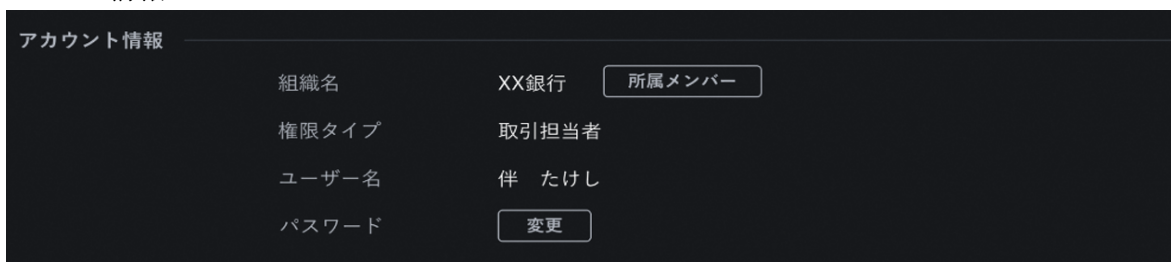 アカウント情報
組織名 XX銀行 所属メンバー
権限タイプ 取引担当者
ユーザー名 伴　たけし
パスワード 変更